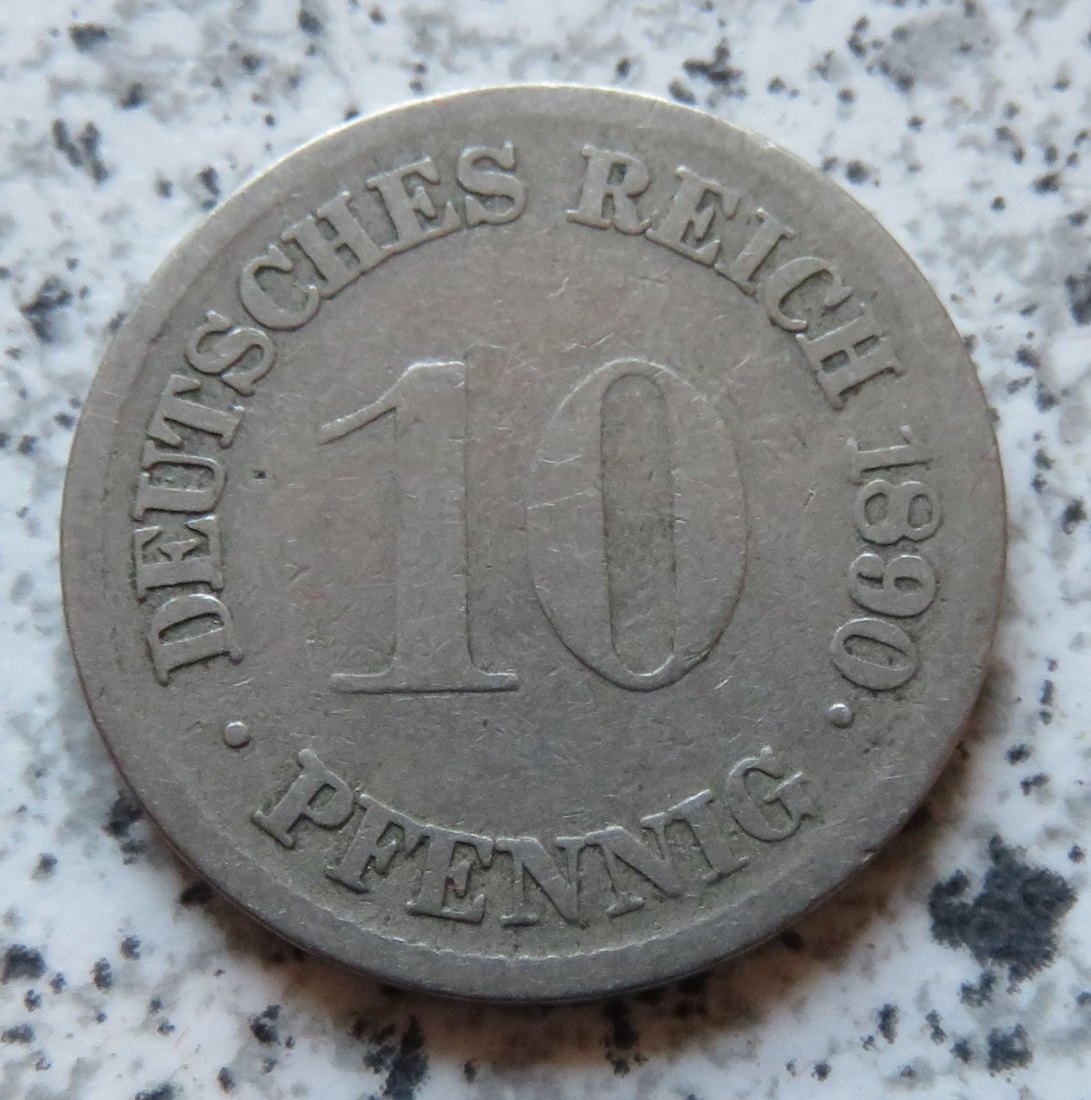 DEUTSCHES REICH 1890.
10
· PFENNIG